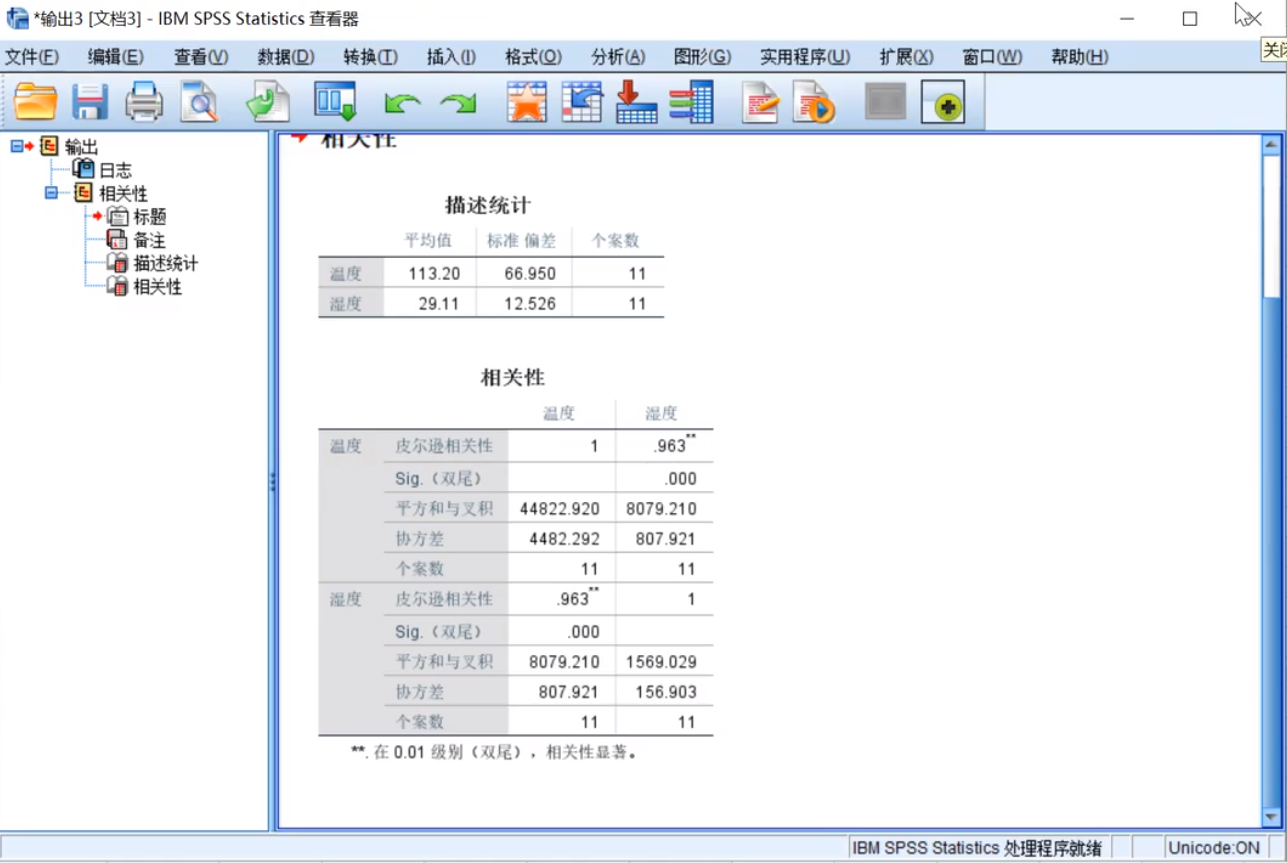 *输出3 [文档3] - IBM SPSS Statistics 查看器
关闭
文件(F) 编辑(E) 查看(V) 数据(D) 转换(T) 插入(I) 格式(O) 分析(A) 图形(G) 实用程序(U) 扩展(X) 窗口(W) 帮助(H)
输出
日志
相关性
标题
备注
描述统计
相关性
相关性
描述统计
平均值 标准 偏差 个案数
温度 113.20 66.950 11
湿度 29.11 12.526 11
相关性
温度 湿度
温度 皮尔逊相关性 1 .963**
Sig.（双尾） .000
平方和与叉积 44822.920 8079.210
协方差 4482.292 807.921
个案数 11 11
湿度 皮尔逊相关性 .963** 1
Sig.（双尾） .000
平方和与叉积 8079.210 1569.029
协方差 807.921 156.903
个案数 11 11
**. 在 0.01 级别（双尾），相关性显著。
IBM SPSS Statistics 处理程序就绪 Unicode:ON